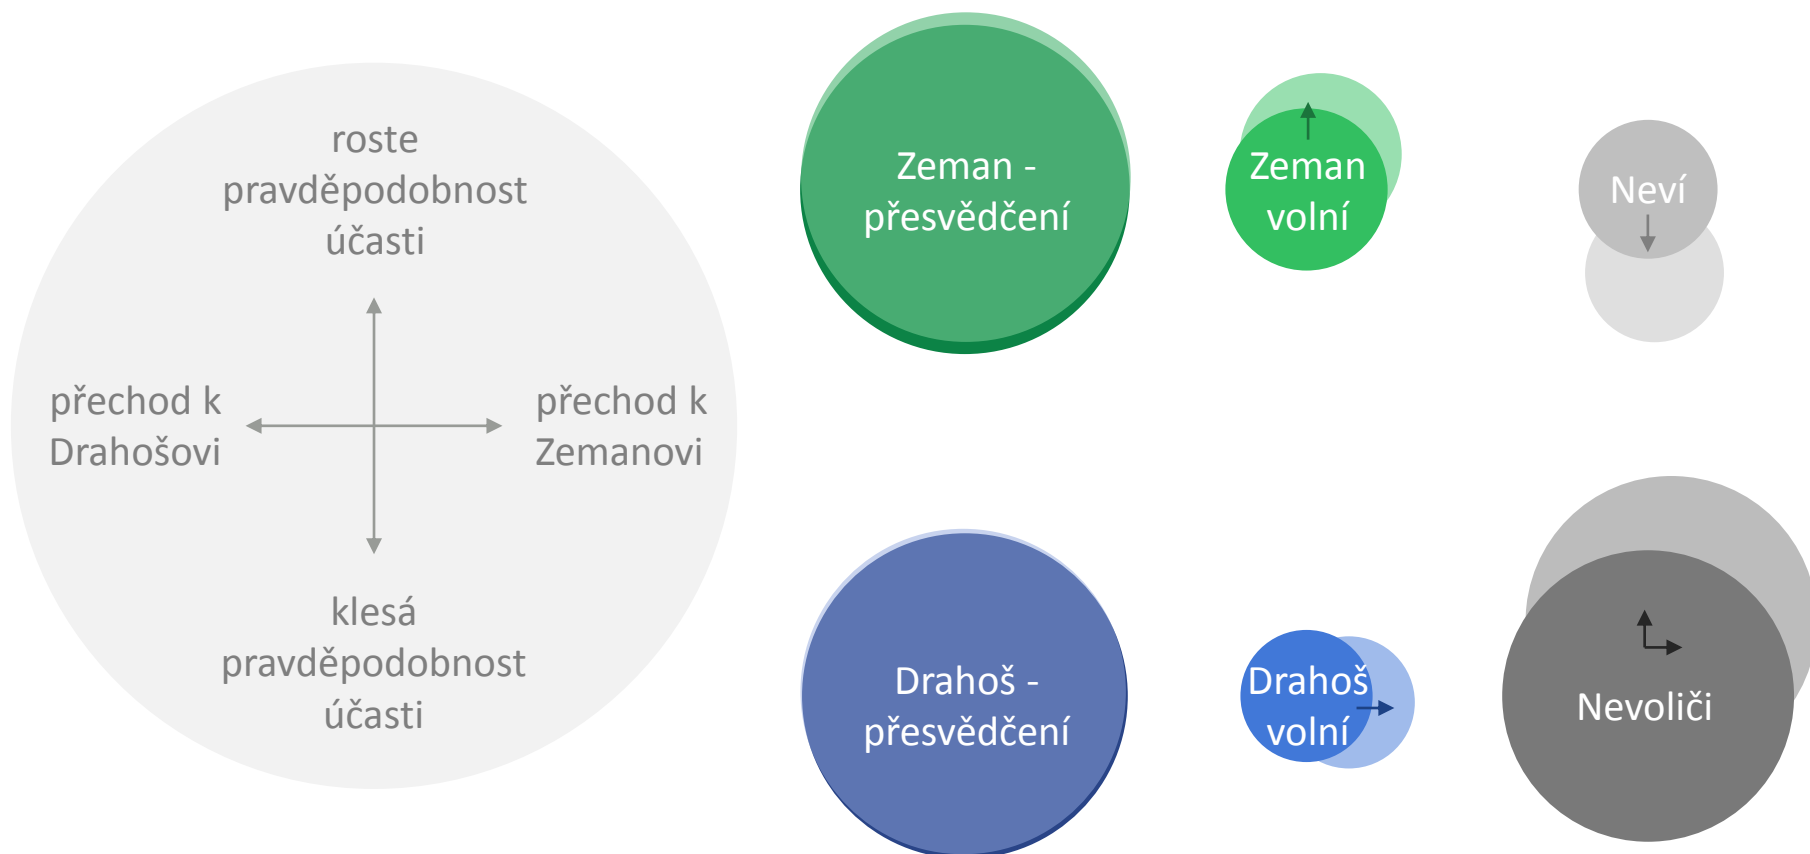 roste
pravděpodobnost
účasti
přechod k
Drahošovi
přechod k
Zemanovi
klesá
pravděpodobnost
účasti
Zeman -
přesvědčení
Zeman
volní
Neví
Drahoš -
přesvědčení
Drahoš
volní
Nevoliči